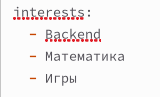 interests:
- Backend
- Математика
- Игры